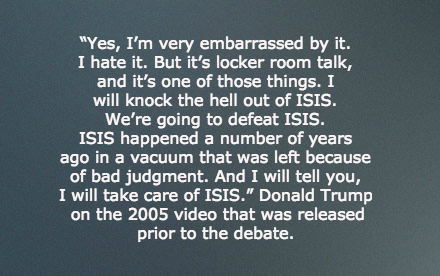 “Yes, I’m very embarrassed by it.
I hate it. But it’s locker room talk,
and it’s one of those things. I
will knock the hell out of ISIS.
We’re going to defeat ISIS.
ISIS happened a number of years
ago in a vacuum that was left because
of bad judgment. And I will tell you,
I will take care of ISIS.” Donald Trump
on the 2005 video that was released
prior to the debate.